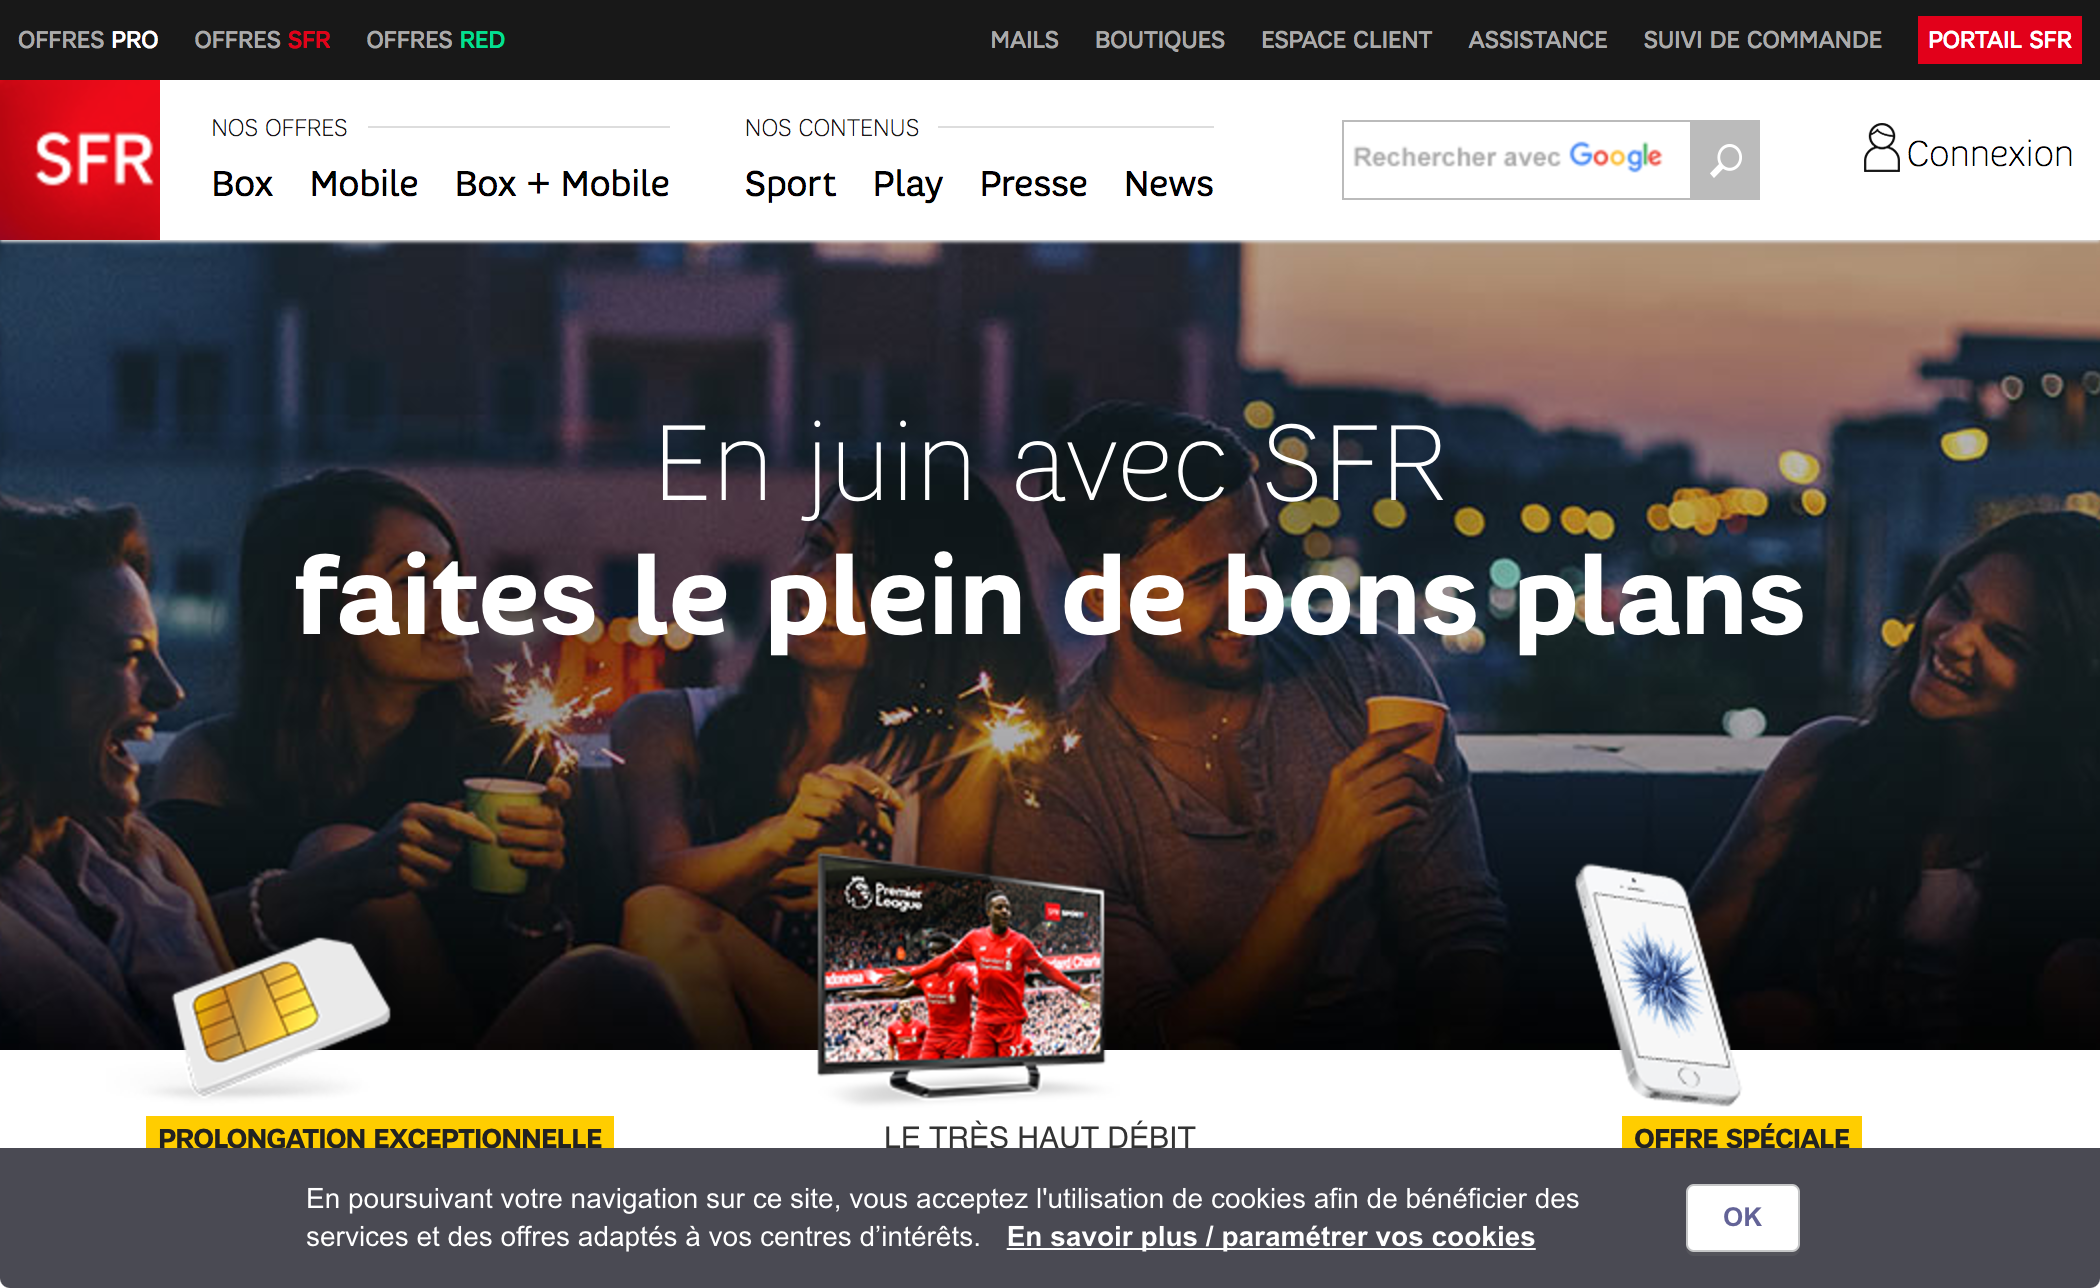 OFFRES PRO OFFRES SFR OFFRES RED MAILS BOUTIQUES ESPACE CLIENT ASSISTANCE SUIVI DE COMMANDE PORTAIL SFR
SFR
NOS OFFRES
Box Mobile Box + Mobile
NOS CONTENUS
Sport Play Presse News
Rechercher avec Google
Connexion
En juin avec SFR
faites le plein de bons plans
Premier
League
SFR SPORT
PROLONGATION EXCEPTIONNELLE
LE TRÈS HAUT DÉBIT
OFFRE SPÉCIALE
En poursuivant votre navigation sur ce site, vous acceptez l'utilisation de cookies afin de bénéficier des
services et des offres adaptés à vos centres d’intérêts. En savoir plus / paramétrer vos cookies
OK